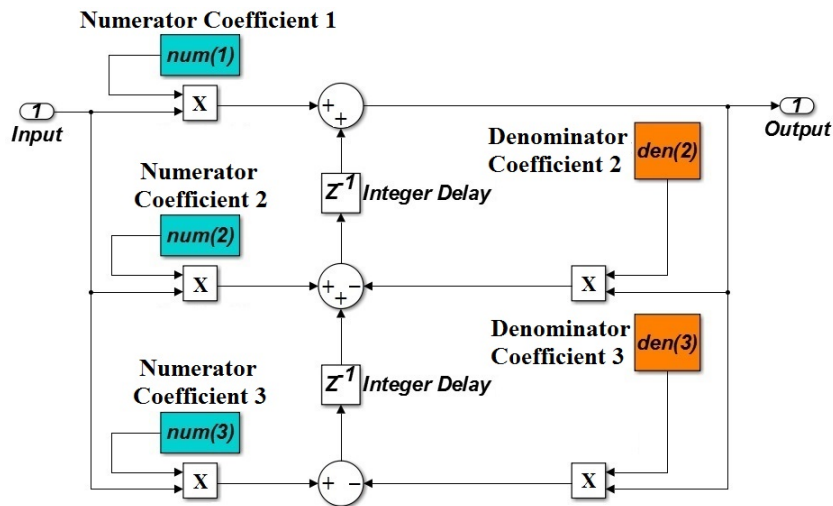 Numerator Coefficient 1
num(1)
1
X
+
+
1
Input
Output
Denominator
Coefficient 2
den(2)
Numerator
Coefficient 2
Z-1
Integer Delay
num(2)
X
+
+
−
X
Denominator
Coefficient 3
den(3)
Numerator
Coefficient 3
Z-1
Integer Delay
num(3)
X
+
−
X